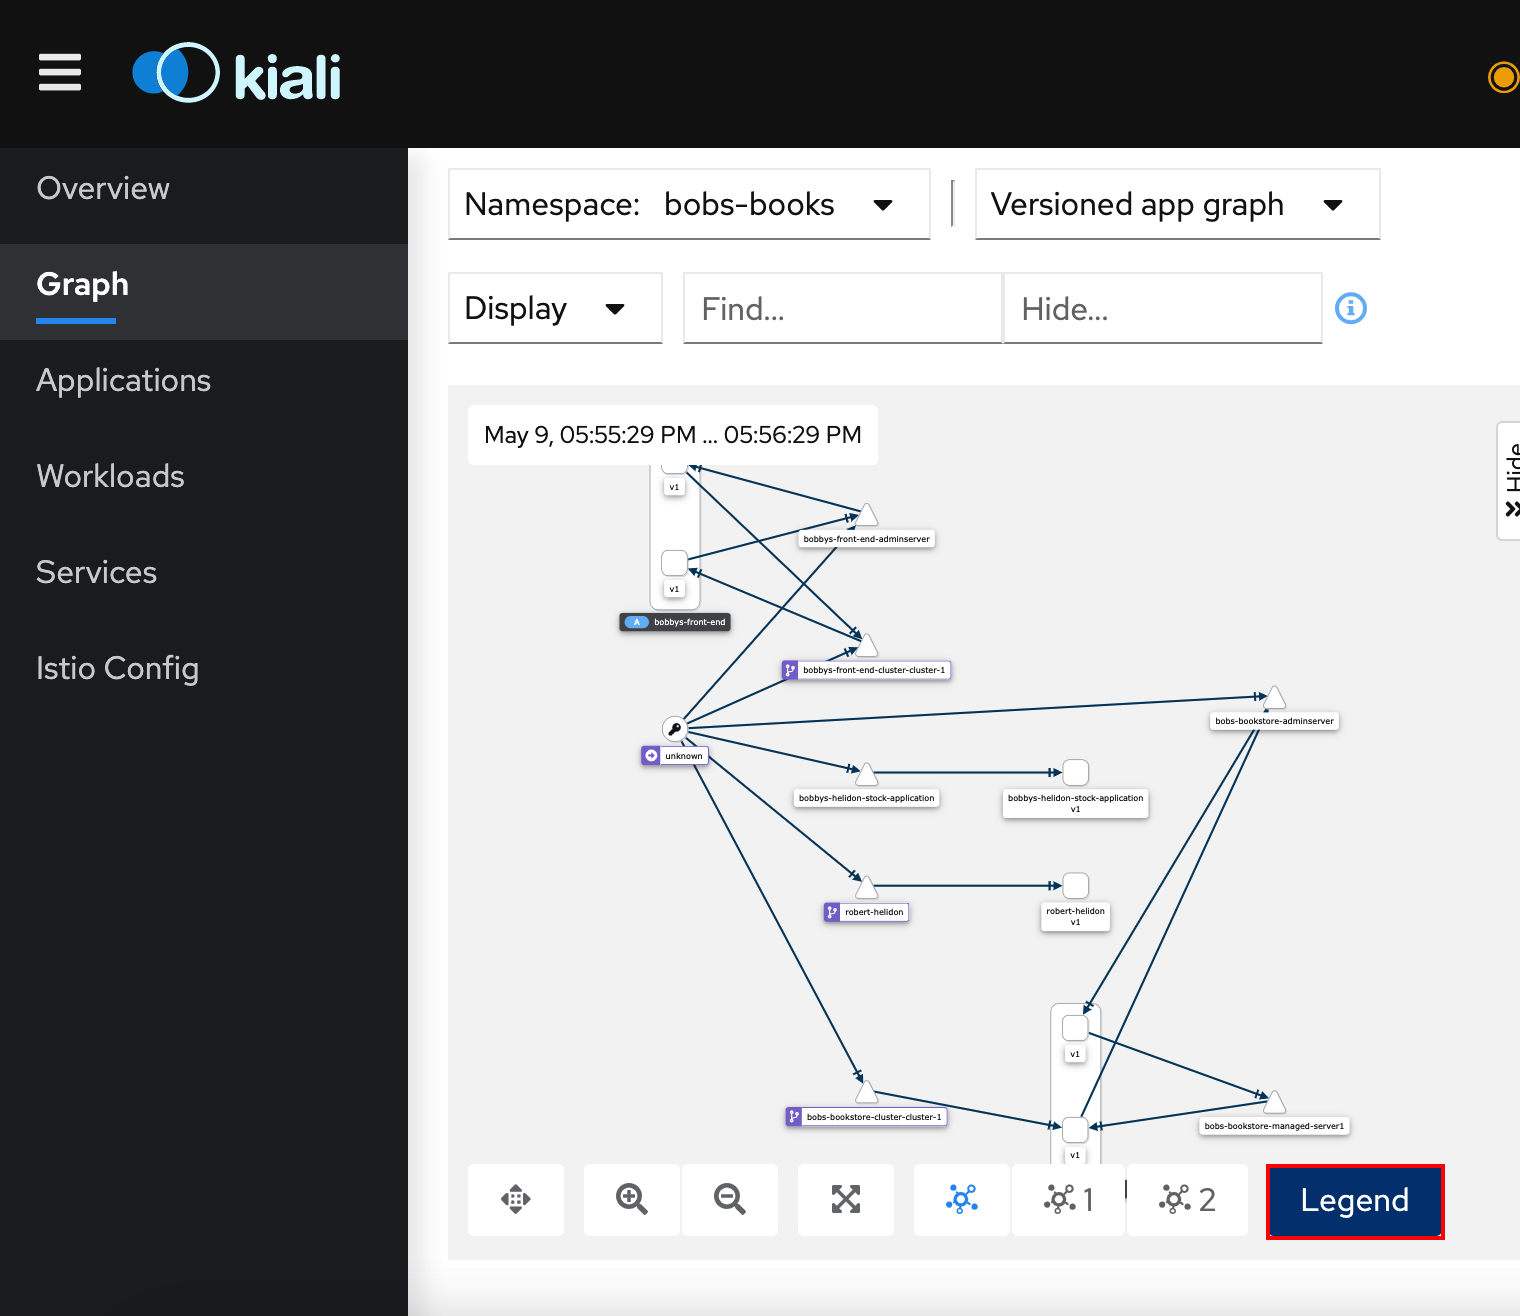 kiali
Overview
Graph
Applications
Workloads
Services
Istio Config
Namespace: bobs-books
Versioned app graph
Display
Find...
Hide...
May 9, 05:55:29 PM ... 05:56:29 PM
Hide
v1
bobbys-front-end-adminserver
v1
A bobbys-front-end
bobbys-front-end-cluster-cluster-1
bobs-bookstore-adminserver
unknown
bobbys-helidon-stock-application
bobbys-helidon-stock-application
v1
robert-helidon
robert-helidon
v1
v1
bobs-bookstore-cluster-cluster-1
bobs-bookstore-managed-server1
v1
1
2
Legend